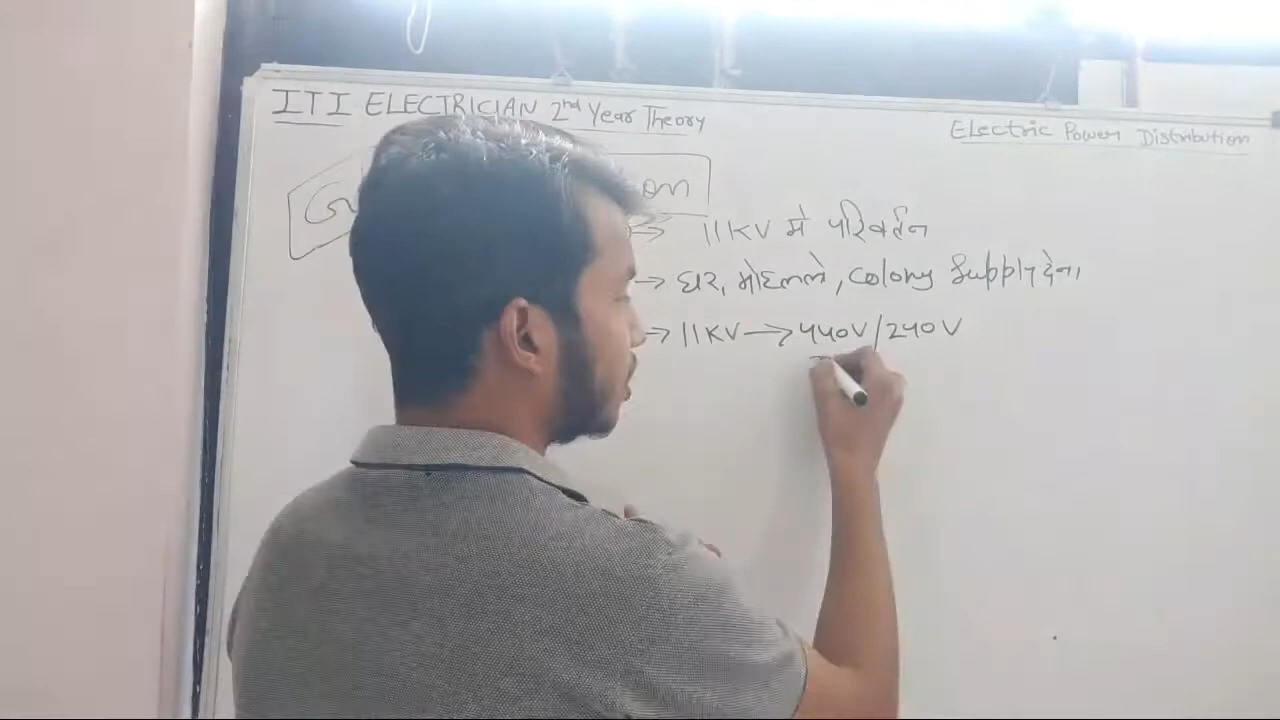 ITI ELECTRICIAN 2nd Year Theory
Electric Power Distribution
→ 11KV मे परिवर्तन
→ घर, मोहल्ले, colony Supply देना
→ 11KV → 440V/240V